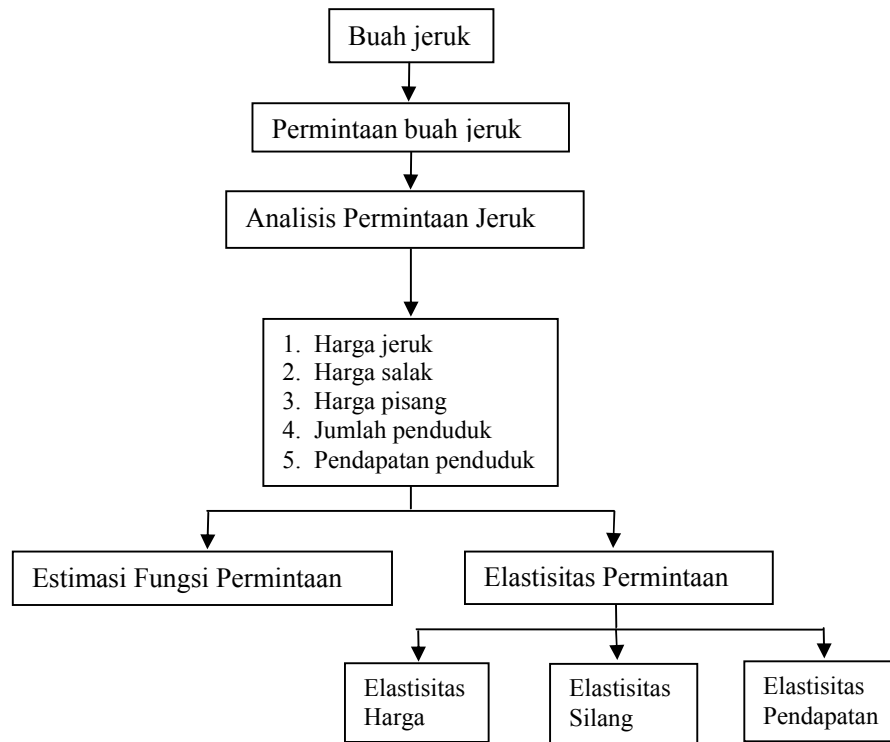 Buah jeruk
Permintaan buah jeruk
Analisis Permintaan Jeruk
1. Harga jeruk
2. Harga salak
3. Harga pisang
4. Jumlah penduduk
5. Pendapatan penduduk
Estimasi Fungsi Permintaan
Elastisitas Permintaan
Elastisitas
Harga
Elastisitas
Silang
Elastisitas
Pendapatan